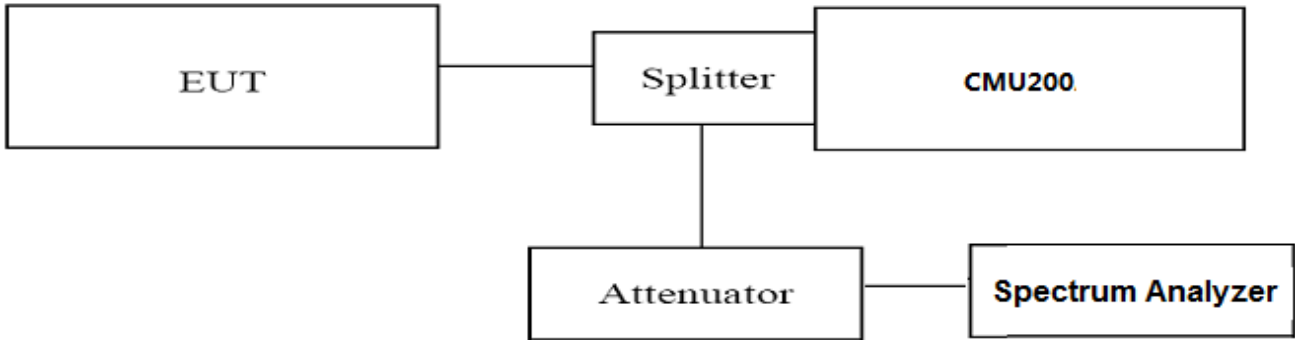 EUT
Splitter
CMU200.
Attenuator
Spectrum Analyzer